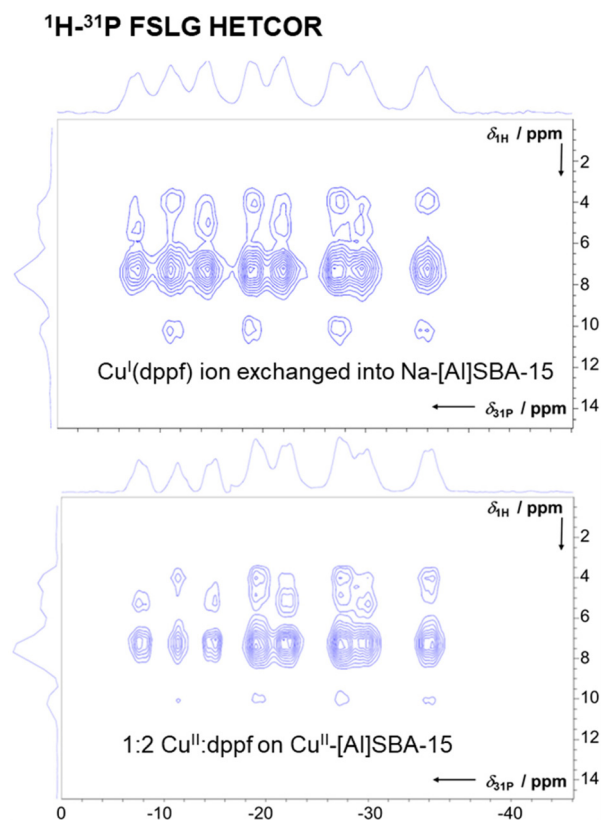 ¹H-³¹P FSLG HETCOR
δ1H / ppm
2
4
6
8
10
12
14
Cuᴵ(dppf) ion exchanged into Na-[Al]SBA-15
δ31P / ppm
δ1H / ppm
2
4
6
8
10
12
14
1:2 Cuᴵᴵ:dppf on Cuᴵᴵ-[Al]SBA-15
δ31P / ppm
0 -10 -20 -30 -40